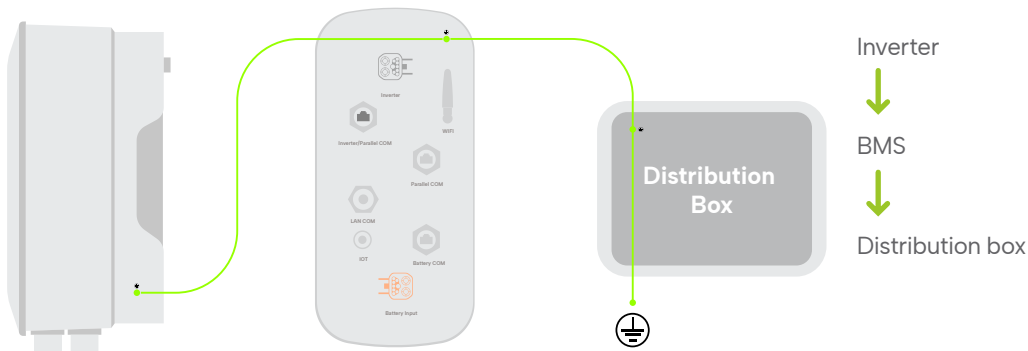 Inverter
WIFI
Inverter/Parallel COM
Parallel COM
LAN COM
IOT
Battery COM
Battery Input
Distribution
Box
Inverter
BMS
Distribution box